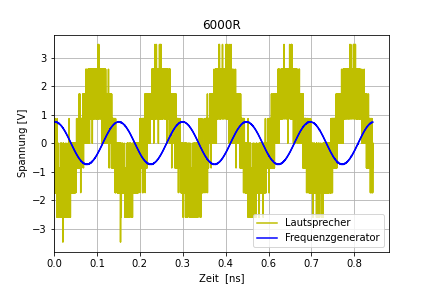 6000R
Spannung [V]
3
2
1
0
−1
−2
−3
Lautsprecher
Frequenzgenerator
0.0 0.1 0.2 0.3 0.4 0.5 0.6 0.7 0.8
Zeit [ns]